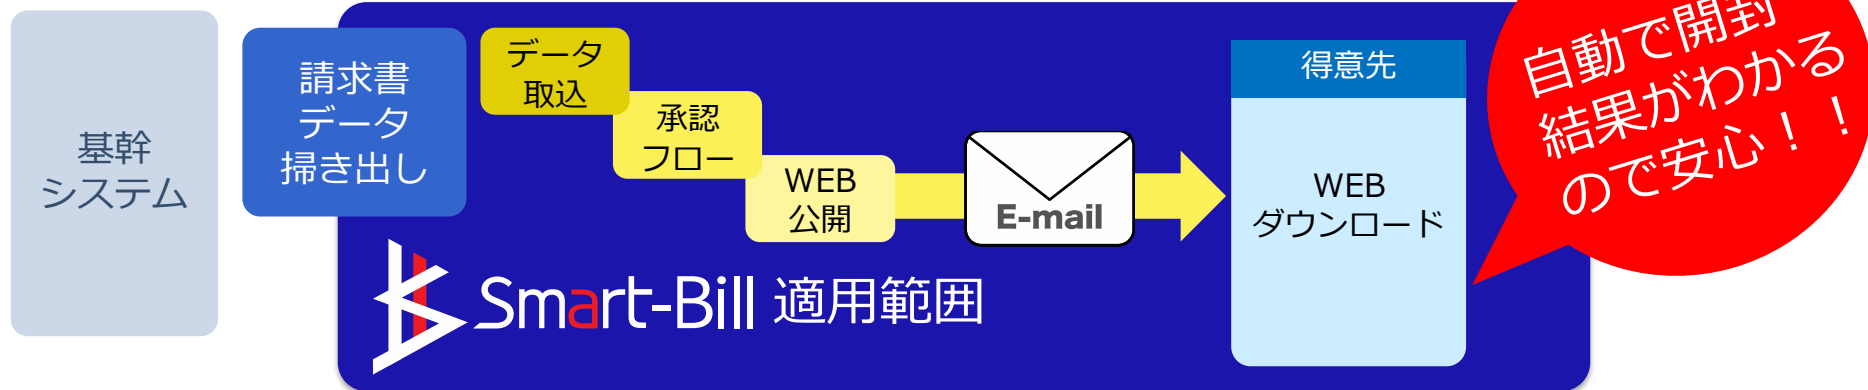 基幹
システム
請求書
データ
掃き出し
データ
取込
承認
フロー
WEB
公開
E-mail
得意先
WEB
ダウンロード
自動で開封
結果がわかる
ので安心！！
Smart-Bill 適用範囲